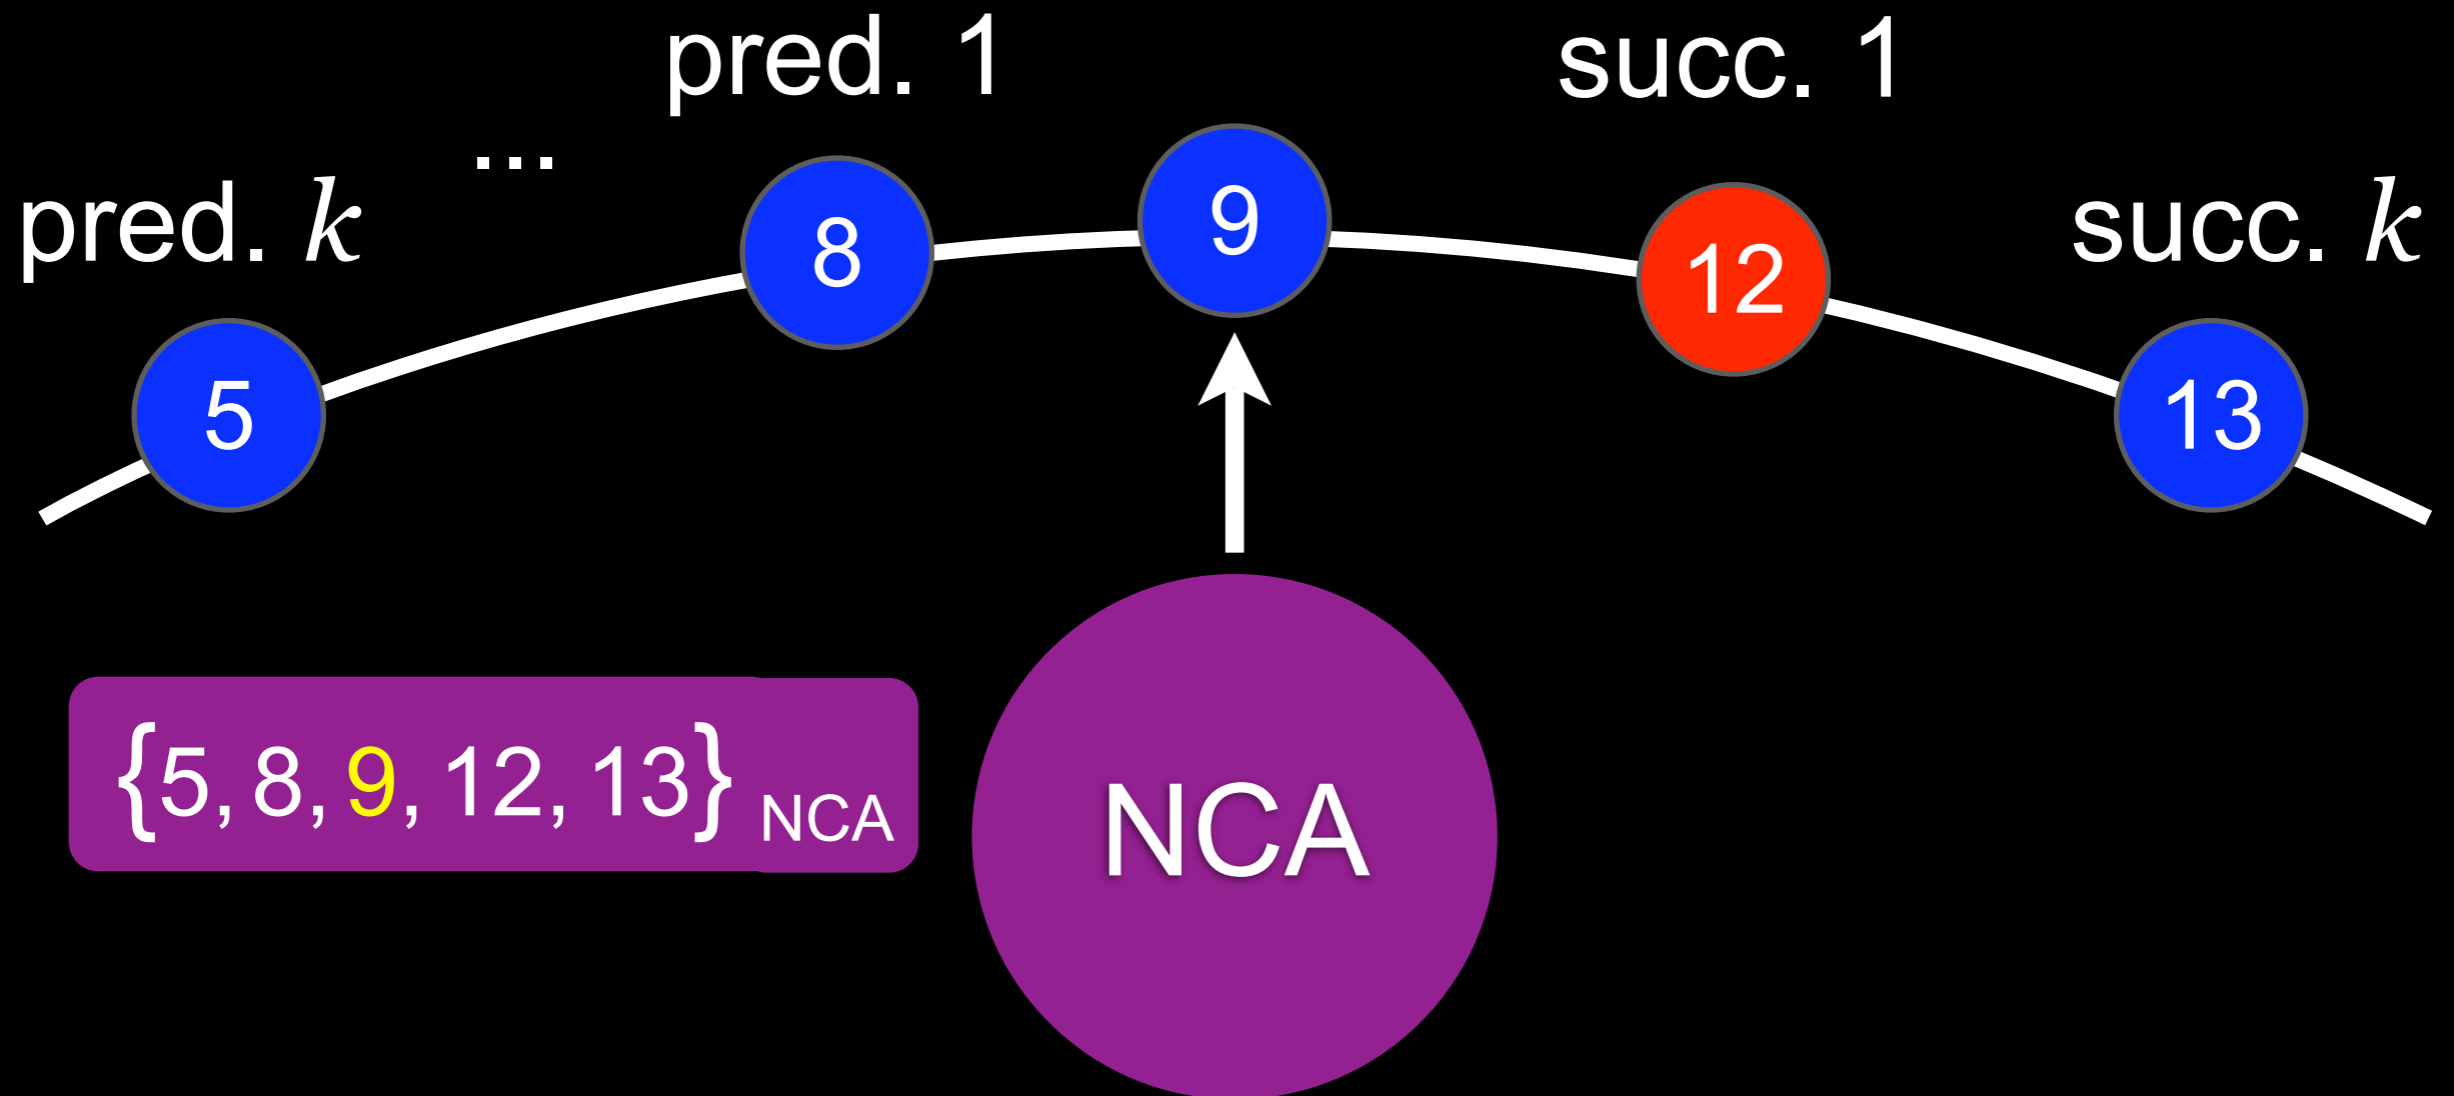 pred. 1
succ. 1
...
pred. k
succ. k
9
8
12
5
13
{5, 8, 9, 12, 13} NCA
NCA